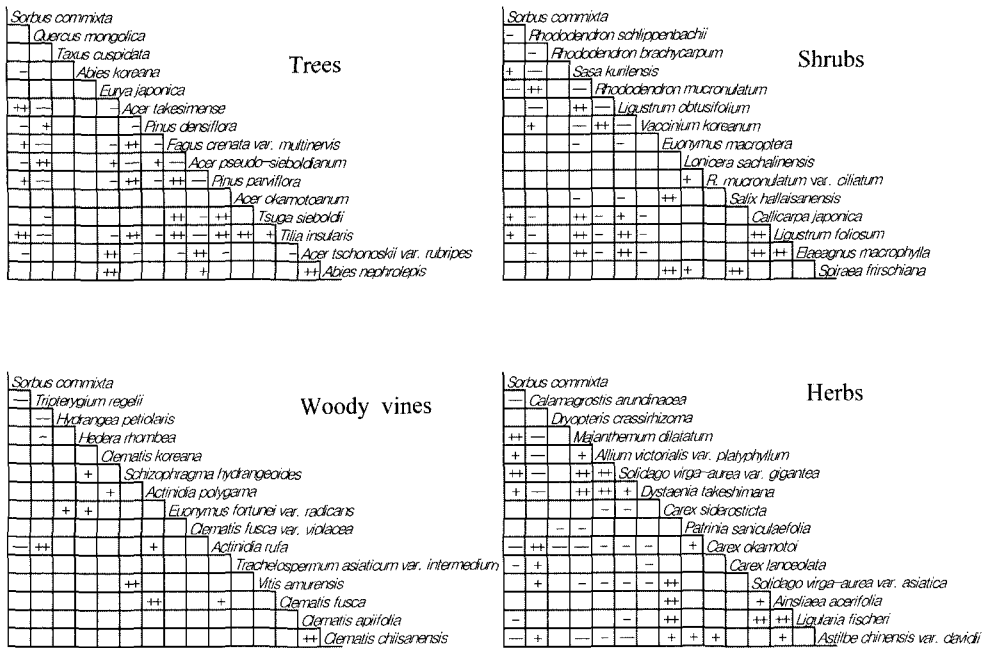 Trees
Sorbus commixta
Quercus mongolica
Taxus cuspidata
– Abies koreana
Eurya japonica
++ — – Acer takesimense
– + – Pinus densiflora
+ — – ++ – Fagus crenata var. multinervis
– ++ + – + — Acer pseudo-sieboldianum
+ — – ++ – ++ — Pinus parviflora
Acer okamotoanum
– ++ – ++ Tsuga sieboldii
++ — – ++ – ++ — ++ ++ + Tilia insularis
– ++ – – ++ – – Acer tschonoskii var. rubripes
++ + ++ Abies nephrolepis
Shrubs
Sorbus commixta
– Rhododendron schlippenbachii
– Rhododendron brachycarpum
+ — Sasa kurilensis
— ++ — Rhododendron mucronulatum
— ++ — Ligustrum obtusifolium
+ — ++ — Vaccinium koreanum
– – Euonymus macroptera
Lonicera sachalinensis
+ R. mucronulatum var. ciliatum
– – ++ Salix hallaisanensis
+ – ++ – + – Callicarpa japonica
+ – ++ – ++ – ++ Ligustrum foliosum
– ++ – ++ – ++ ++ Elaeagnus macrophylla
++ + ++ Spiraea frirschiana
Woody vines
Sorbus commixta
— Tripterygium regelii
— Hydrangea petiolaris
– Hedera rhombea
Clematis koreana
+ Schizophragma hydrangeoides
+ Actinidia polygama
+ + Euonymus fortunei var. radicans
Clematis fusca var. violacea
— ++ + Actinidia rufa
Trachelospermum asiaticum var. intermedium
++ Vitis amurensis
++ + Clematis fusca
Clematis apiifolia
++ Clematis chiisanensis
Herbs
Sorbus commixta
— Calamagrostis arundinacea
Dryopteris crassirhizoma
++ — Majanthemum dilatatum
+ — + Allium victorialis var. platyphyllum
++ — ++ ++ Solidago virga-aurea var. gigantea
+ — ++ ++ + Dystaenia takeshimana
– – Carex siderosticta
– – Patrinia saniculaefolia
— ++ — — – – – + Carex okamotoi
– + – Carex lanceolata
+ – – – – ++ Solidago virga-aurea var. asiatica
++ + Ainsliaea acerifolia
– – ++ ++ ++ Ligularia fischeri
— + — — – — + + + + Astilbe chinensis var. davidii